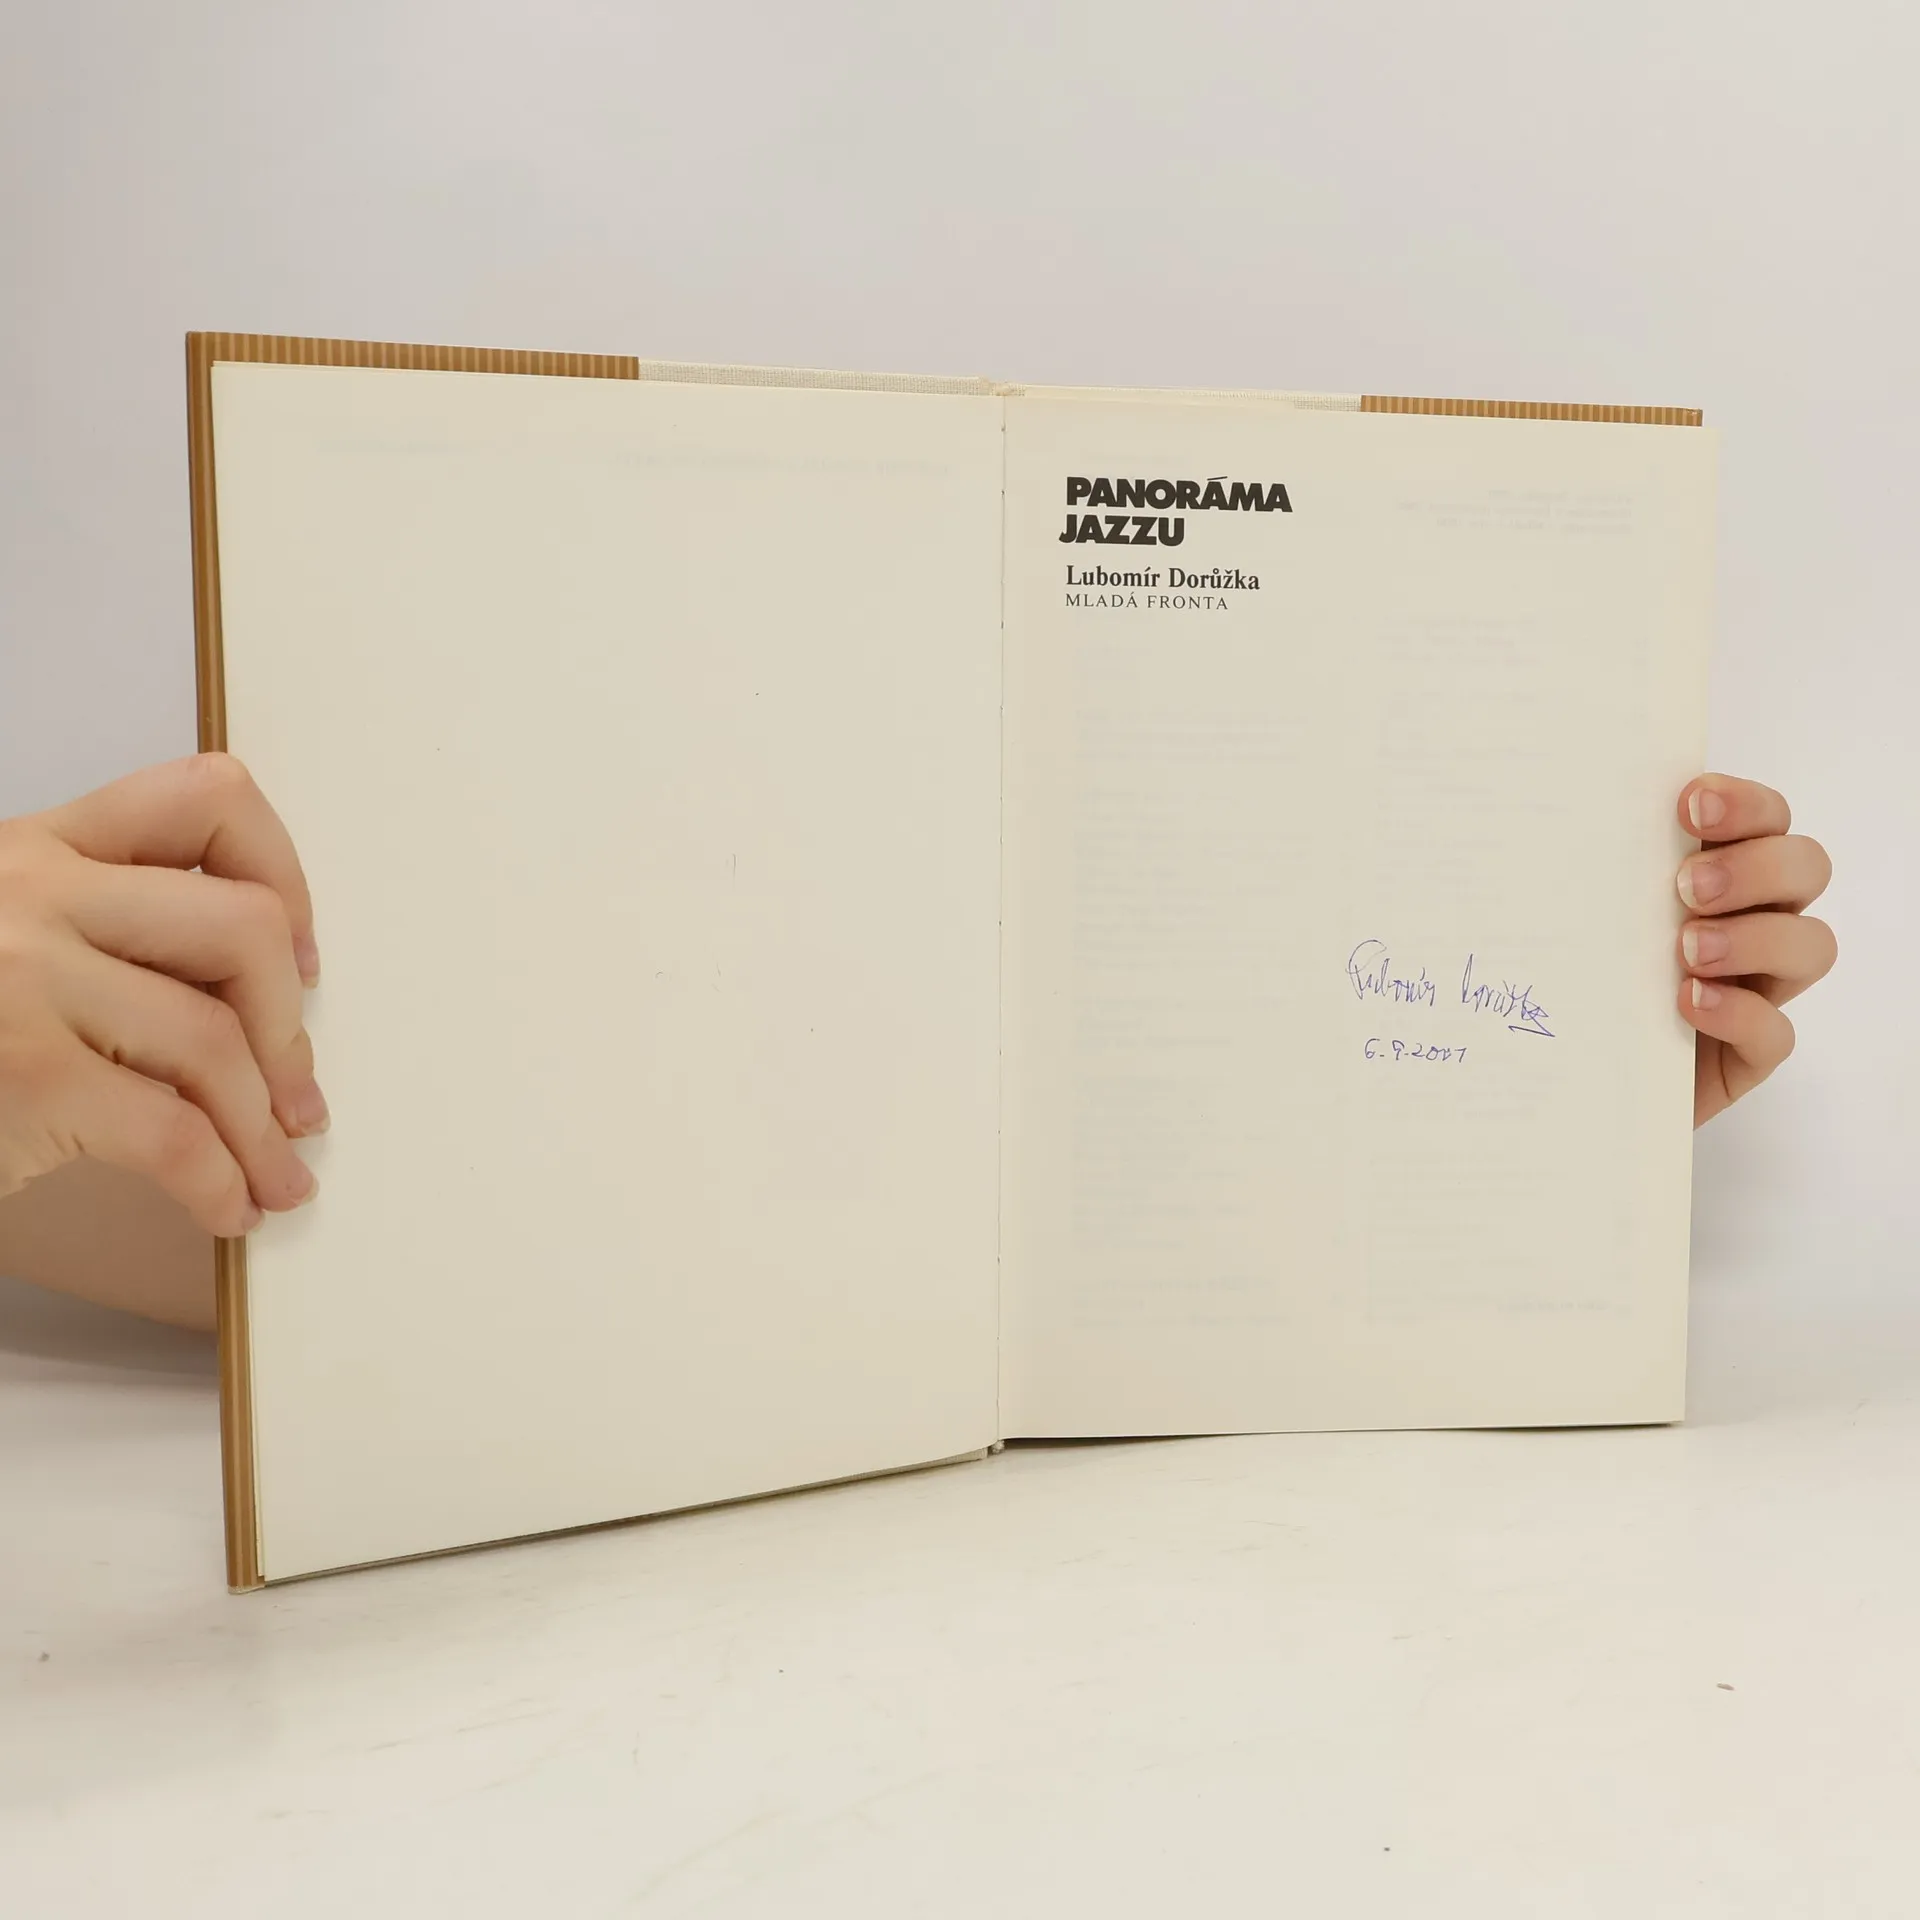 PANORÁMA
JAZZU
Lubomír Dorůžka
MLADÁ FRONTA
Lubomír Dorůžka
6.9.2001